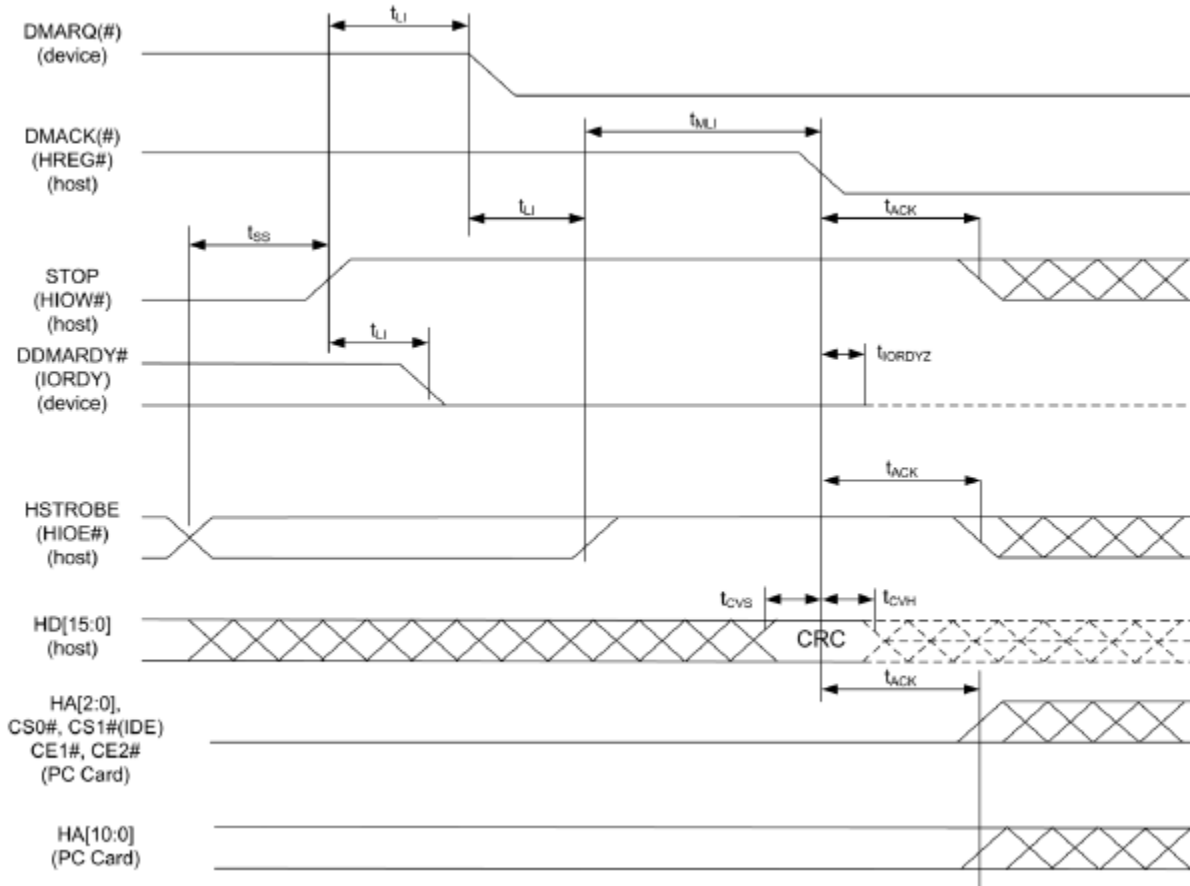 DMARQ(#)
(device)
tLI
DMACK(#)
(HREG#)
(host)
tMLI
tLI
tACK
tSS
STOP
(HIOW#)
(host)
tLI
DDMARDY#
(IORDY)
(device)
tIORDYZ
tACK
HSTROBE
(HIOE#)
(host)
tCVS
tCVH
HD[15:0]
(host)
CRC
tACK
HA[2:0],
CS0#, CS1#(IDE)
CE1#, CE2#
(PC Card)
HA[10:0]
(PC Card)